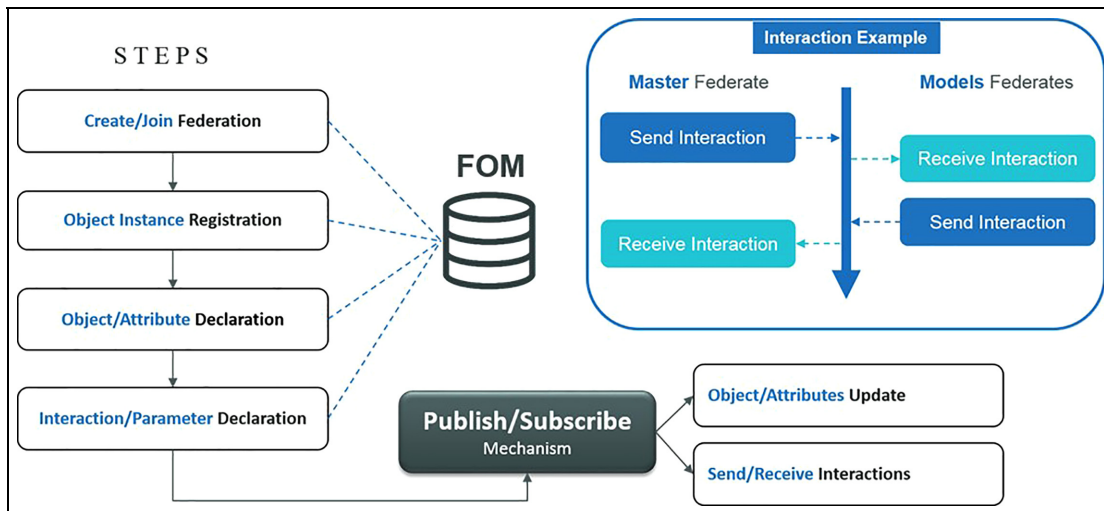 STEPS
Create/Join Federation
Object Instance Registration
Object/Attribute Declaration
Interaction/Parameter Declaration
FOM
Publish/Subscribe
Mechanism
Object/Attributes Update
Send/Receive Interactions
Interaction Example
Master Federate
Models Federates
Send Interaction
Receive Interaction
Send Interaction
Receive Interaction